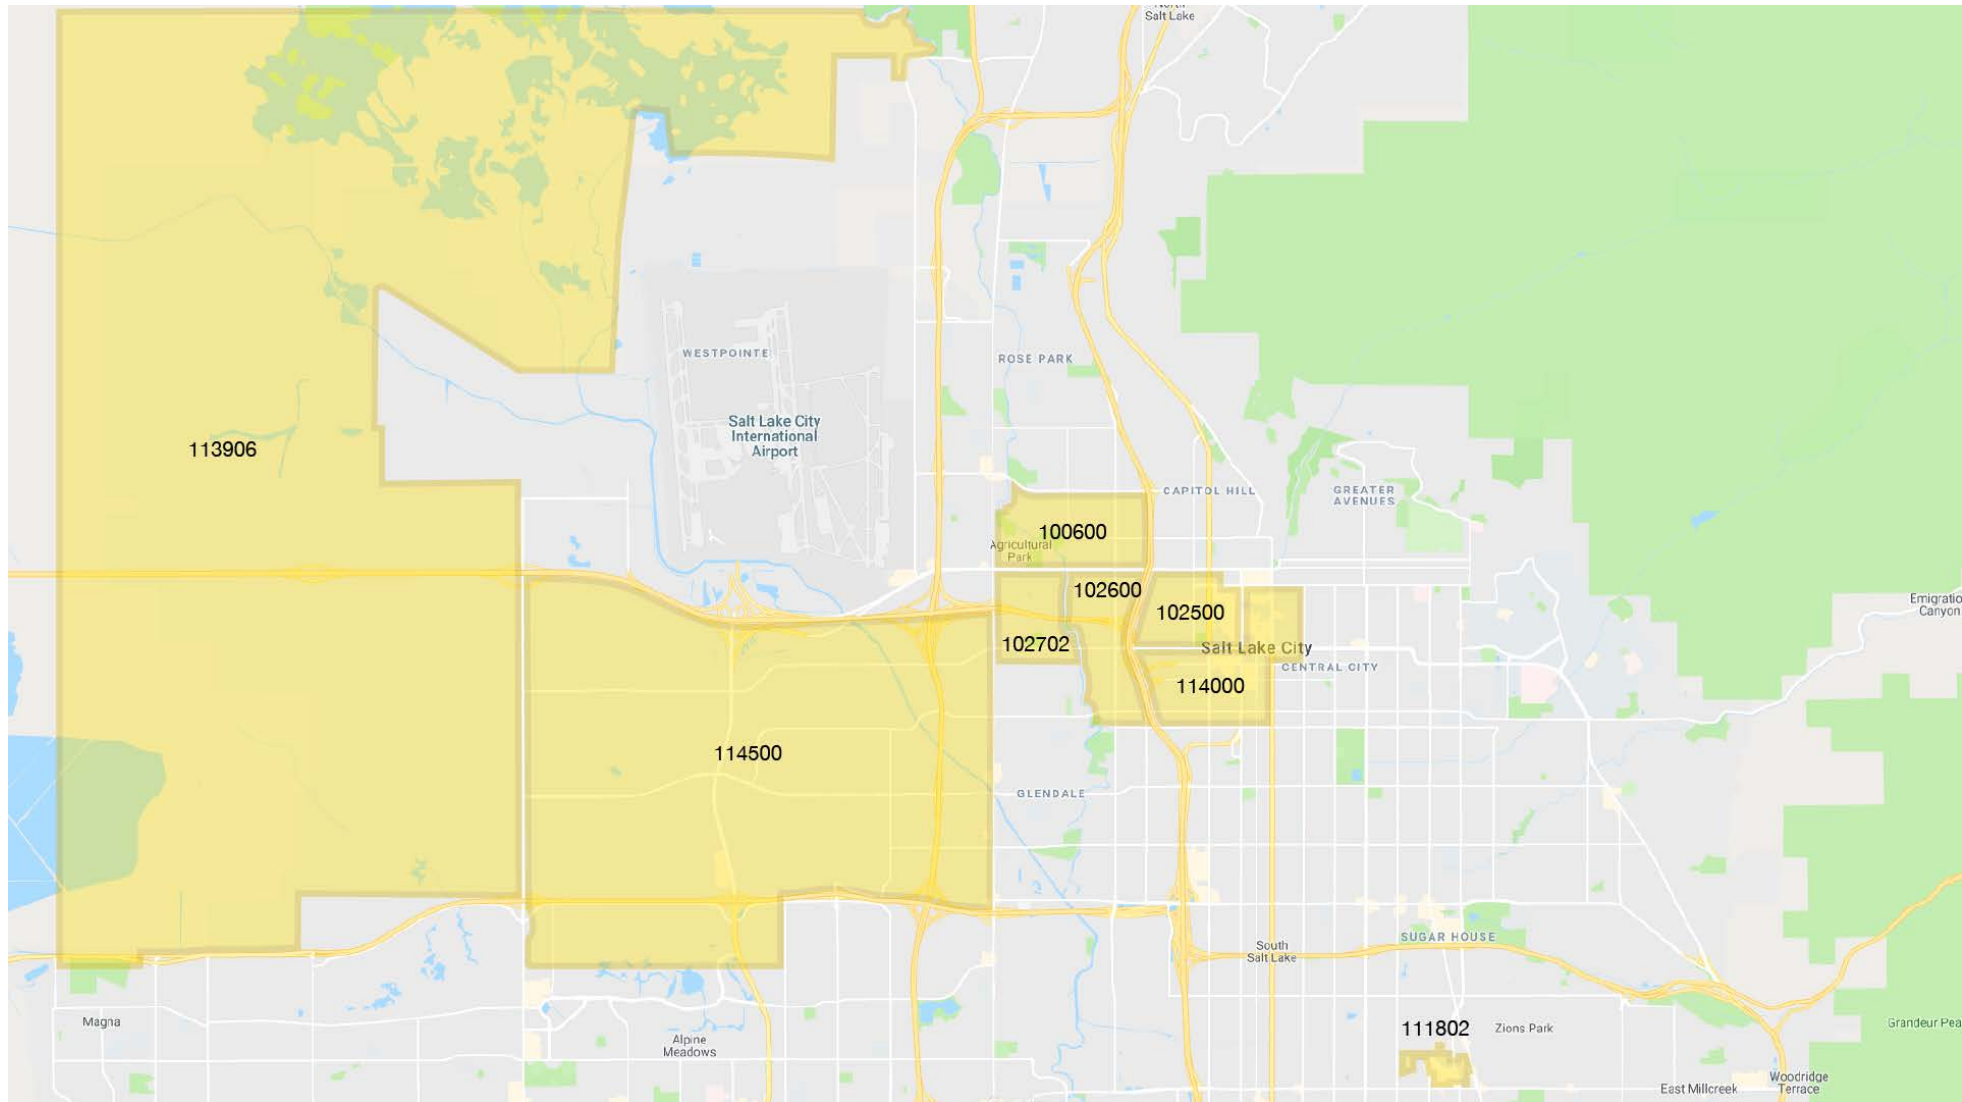 Salt Lake
WESTPOINTE
ROSE PARK
Salt Lake City
International
Airport
113906
CAPITOL HILL
GREATER
AVENUES
100600
Agricultural
Park
102600
102500
Emigratio
Canyon
102702
Salt Lake City
CENTRAL CITY
114000
114500
GLENDALE
SUGAR HOUSE
South
Salt Lake
Magna
111802
Zions Park
Grandeur Pea
Alpine
Meadows
Woodridge
Terrace
East Millcreek